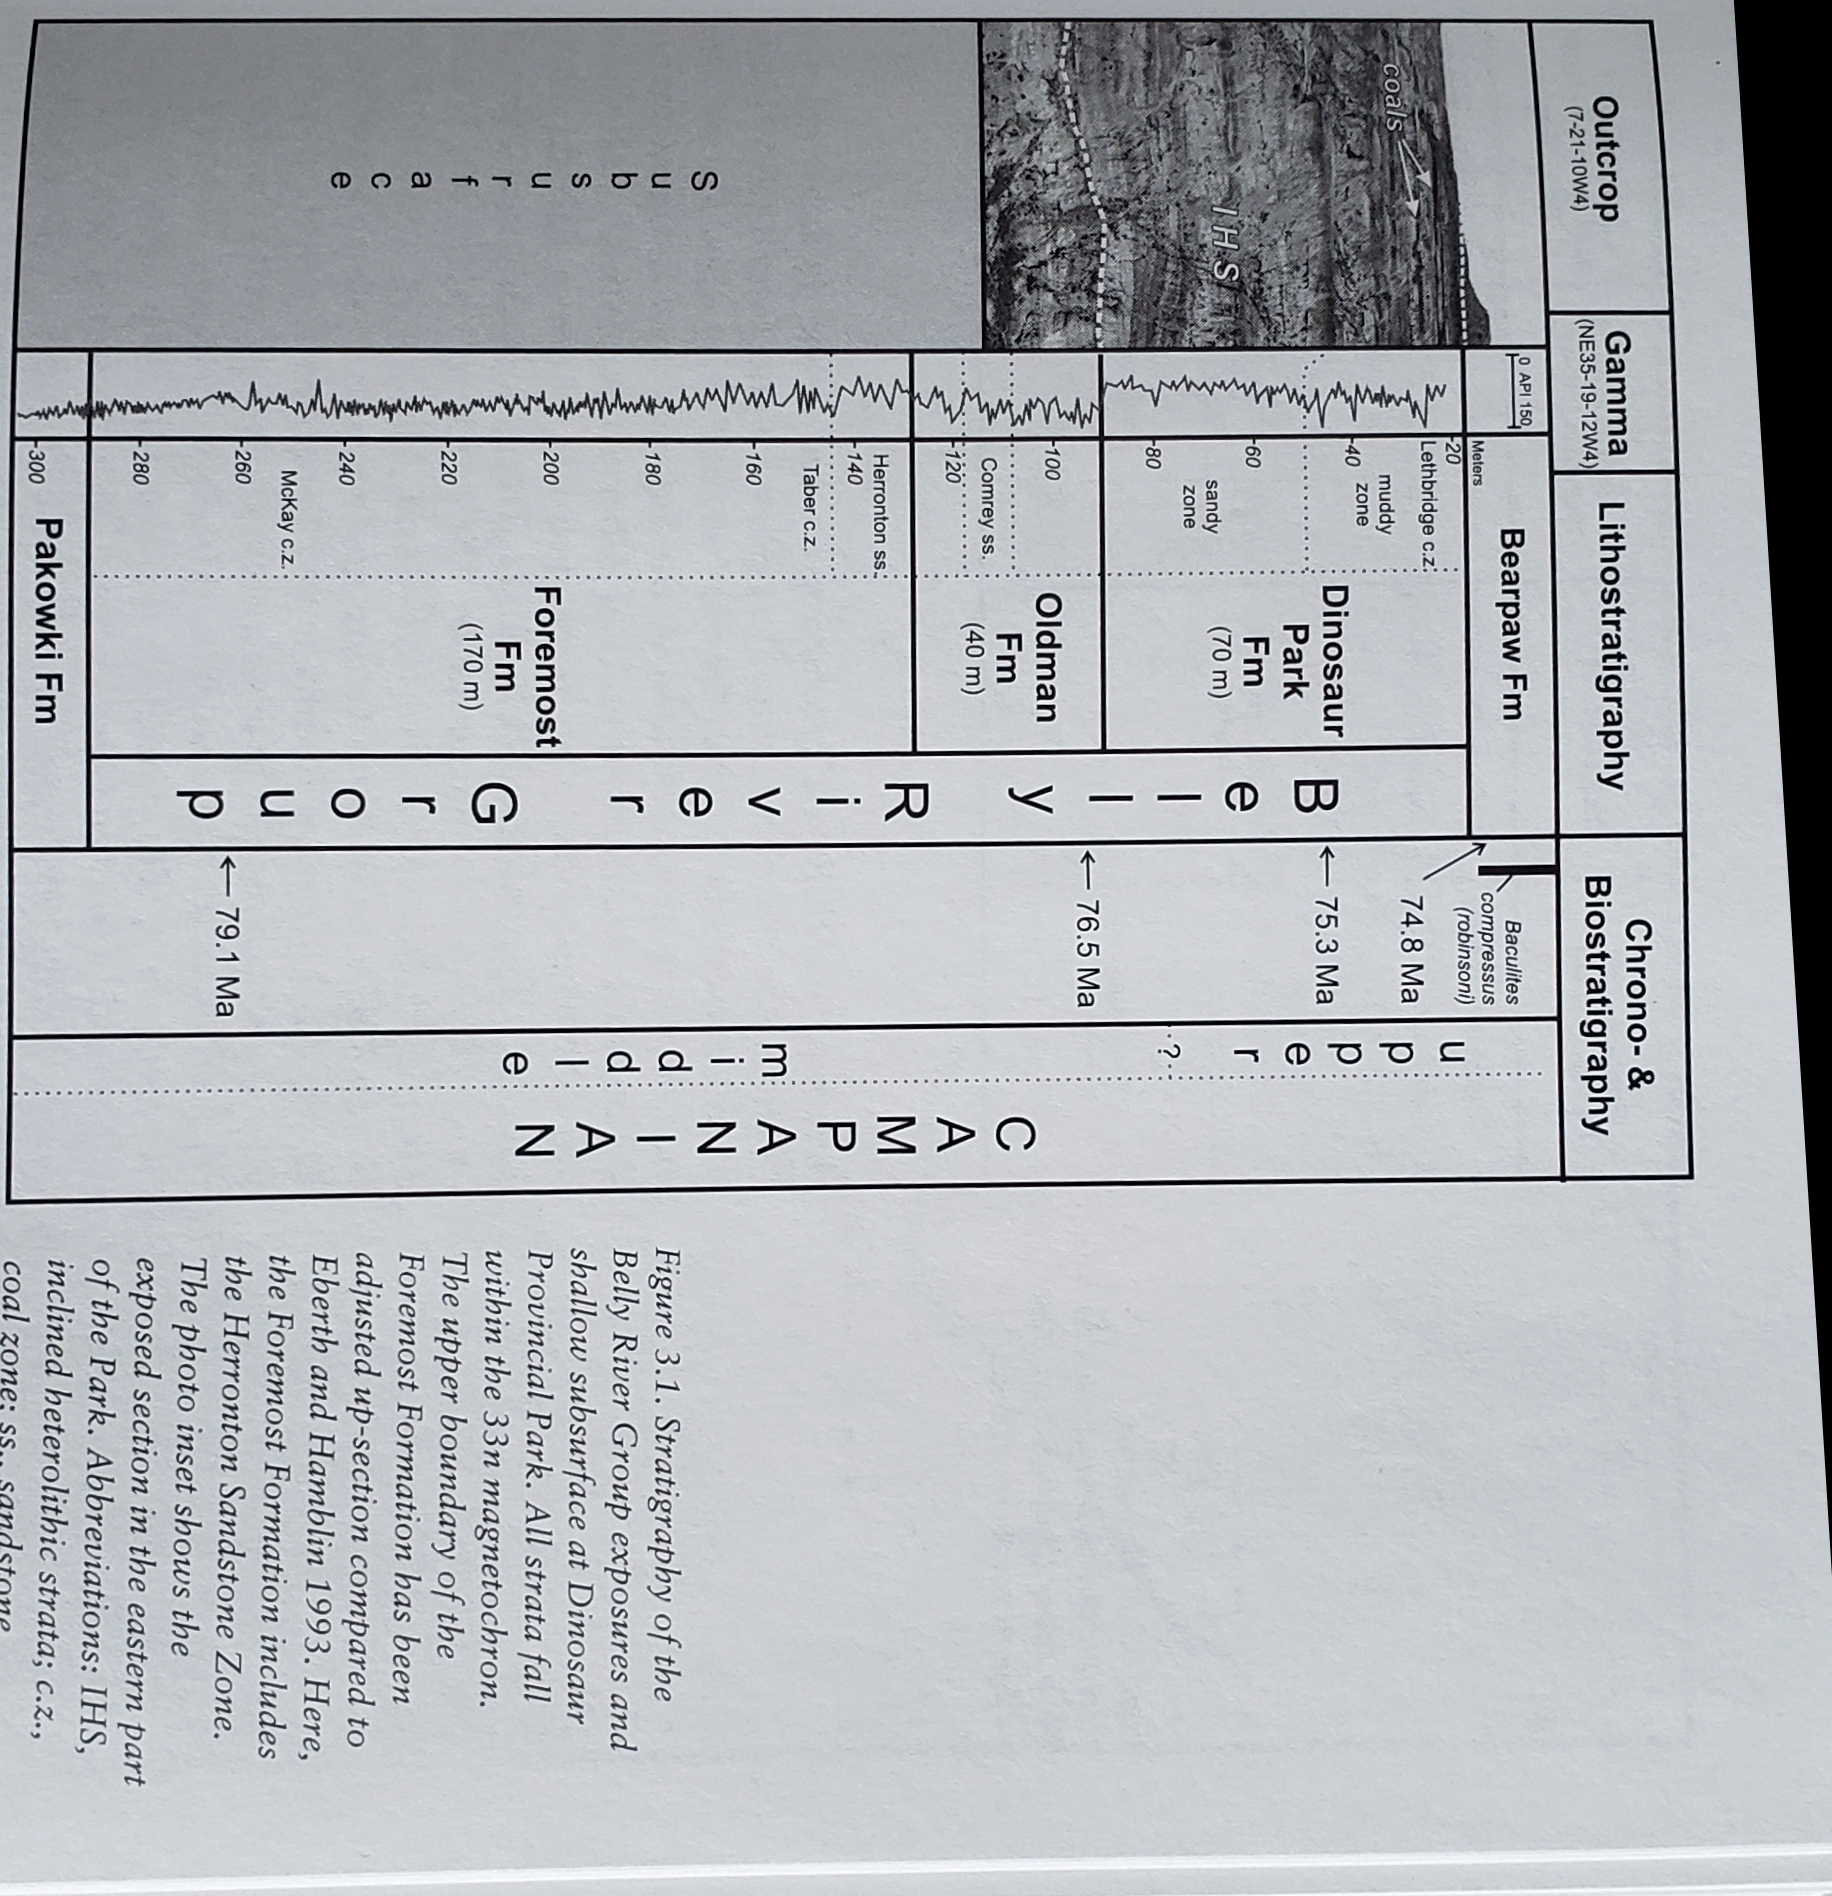 Outcrop
(7-21-10W4)
Gamma
(NE35-19-12W4)
Lithostratigraphy
Chrono- &
Biostratigraphy
coals
I H S
Subsurface
0 API 150
Meters
20
40
60
80
100
120
140
160
180
200
220
240
260
280
300
Bearpaw Fm
Lethbridge c.z.
muddy
zone
sandy
zone
Comrey ss.
Herronton ss.
Taber c.z.
McKay c.z.
Dinosaur
Park
Fm
(70 m)
Oldman
Fm
(40 m)
Foremost
Fm
(170 m)
Pakowki Fm
Belly River Group
Baculites
compressus
(robinsoni)
74.8 Ma
75.3 Ma
76.5 Ma
79.1 Ma
upper
?
middle
CAMPANIAN
Figure 3.1. Stratigraphy of the
Belly River Group exposures and
shallow subsurface at Dinosaur
Provincial Park. All strata fall
within the 33n magnetochron.
The upper boundary of the
Foremost Formation has been
adjusted up-section compared to
Eberth and Hamblin 1993. Here,
the Foremost Formation includes
the Herronton Sandstone Zone.
The photo inset shows the
exposed section in the eastern part
of the Park. Abbreviations: IHS,
inclined heterolithic strata; c.z.,
coal zone; ss., sandstone